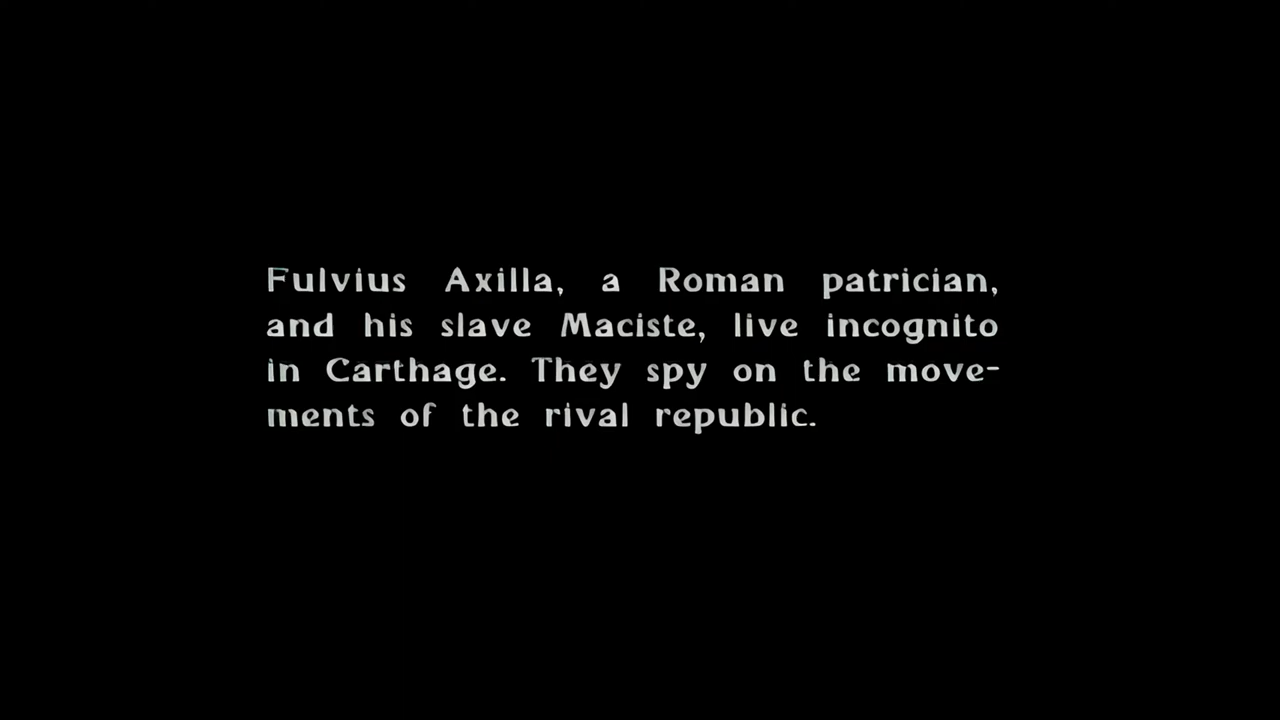 Fulvius Axilla, a Roman patrician,
and his slave Maciste, live incognito
in Carthage. They spy on the move-
ments of the rival republic.